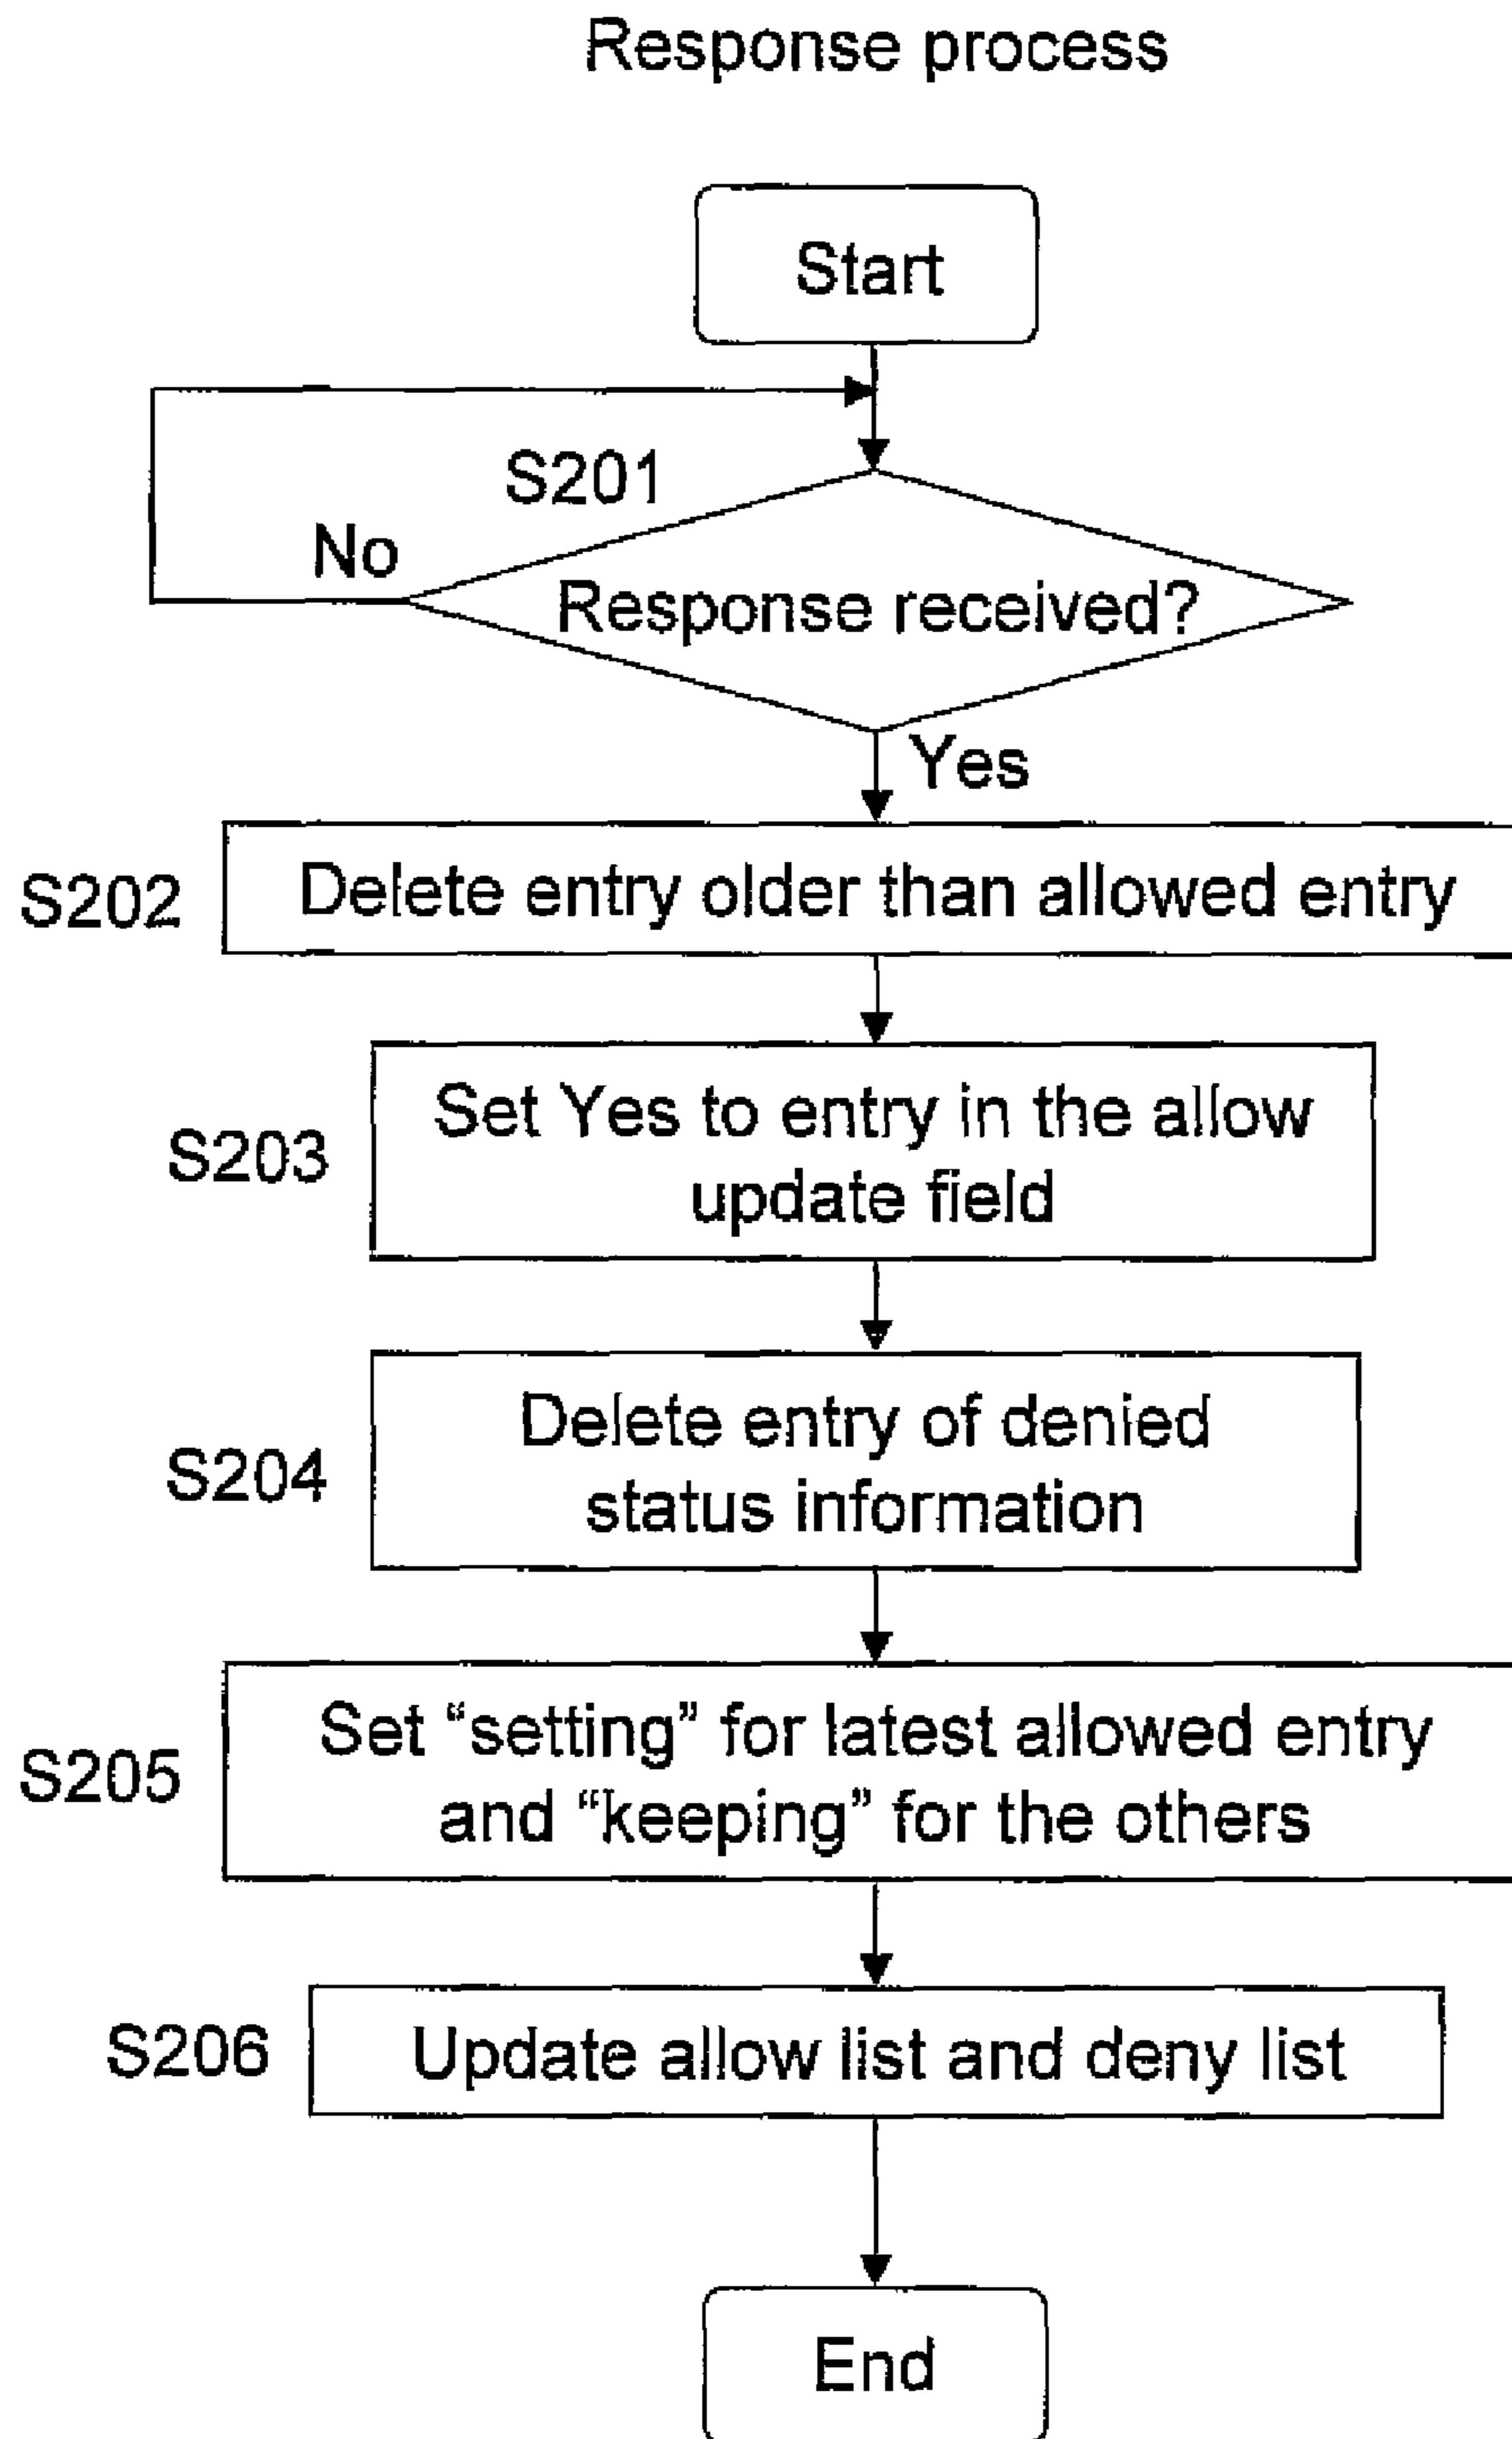 Response process
Start
S201
No
Response received?
Yes
S202
Delete entry older than allowed entry
S203
Set Yes to entry in the allow
update field
S204
Delete entry of denied
status information
S205
Set “setting” for latest allowed entry
and “keeping” for the others
S206
Update allow list and deny list
End